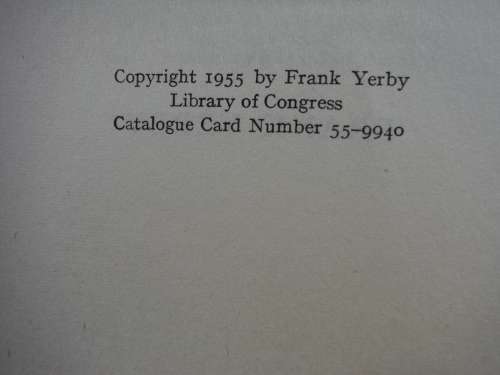 Copyright 1955 by Frank Yerby
Library of Congress
Catalogue Card Number 55-9940